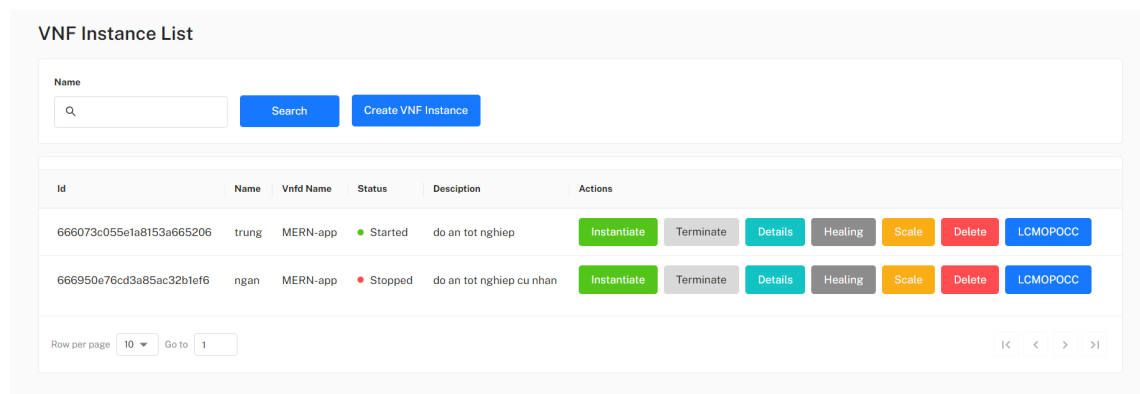 VNF Instance List
Name
Search Create VNF Instance
Id Name Vnfd Name Status Desciption Actions
666073c055e1a8153a665206 trung MERN-app Started do an tot nghiep Instantiate Terminate Details Healing Scale Delete LCMOPOCC
666950e76cd3a85ac32b1ef6 ngan MERN-app Stopped do an tot nghiep cu nhan Instantiate Terminate Details Healing Scale Delete LCMOPOCC
Row per page 10 Go to 1